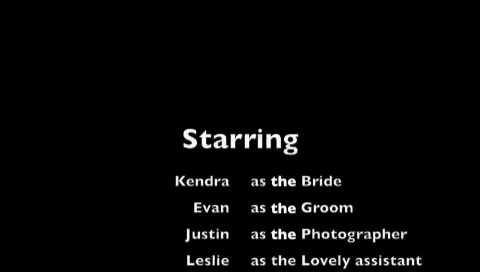 Starring
Kendra as the Bride
Evan as the Groom
Justin as the Photographer
Leslie as the Lovely assistant